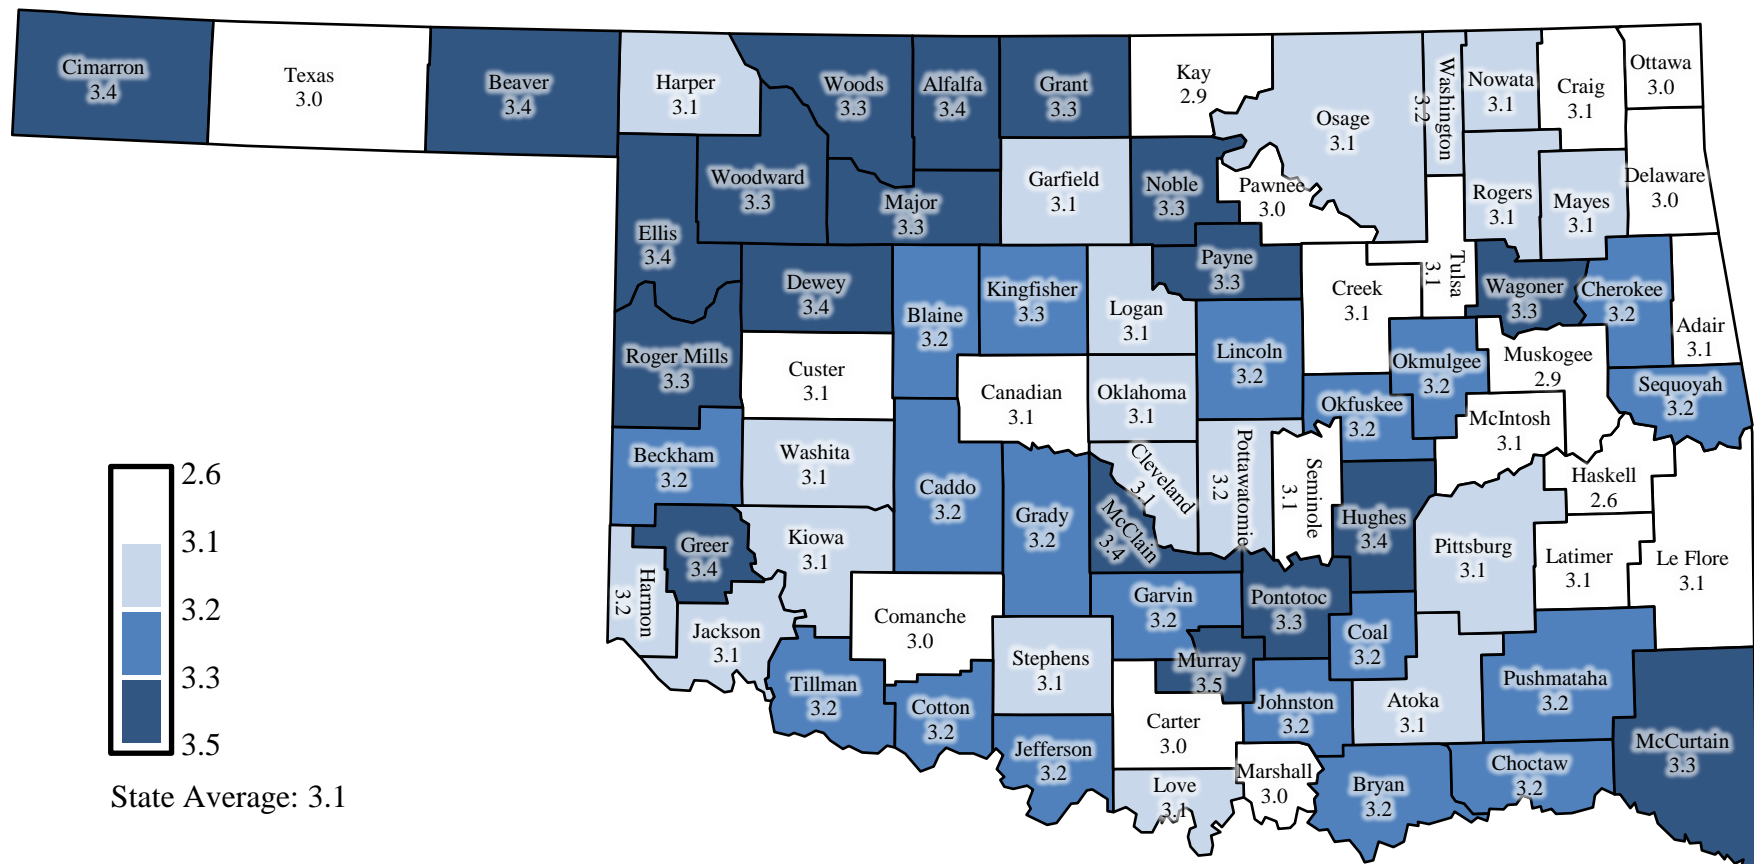 Cimarron
3.4
Texas
3.0
Beaver
3.4
Harper
3.1
Woods
3.3
Alfalfa
3.4
Grant
3.3
Kay
2.9
Osage
3.1
Washington
3.2
Nowata
3.1
Craig
3.1
Ottawa
3.0
Woodward
3.3
Major
3.3
Garfield
3.1
Noble
3.3
Pawnee
3.0
Rogers
3.1
Mayes
3.1
Delaware
3.0
Ellis
3.4
Dewey
3.4
Blaine
3.2
Kingfisher
3.3
Logan
3.1
Payne
3.3
Creek
3.1
Tulsa
3.1
Wagoner
3.3
Cherokee
3.2
Adair
3.1
Roger Mills
3.3
Custer
3.1
Canadian
3.1
Oklahoma
3.1
Lincoln
3.2
Okfuskee
3.2
Okmulgee
3.2
Muskogee
2.9
McIntosh
3.1
Sequoyah
3.2
Beckham
3.2
Washita
3.1
Caddo
3.2
Grady
3.2
Cleveland
3.1
McClain
3.4
Pottawatomie
3.2
Seminole
3.1
Hughes
3.4
Pittsburg
3.1
Haskell
2.6
Latimer
3.1
Le Flore
3.1
Greer
3.4
Kiowa
3.1
Harmon
3.2
Jackson
3.1
Comanche
3.0
Stephens
3.1
Garvin
3.2
Pontotoc
3.3
Coal
3.2
Murray
3.5
Tillman
3.2
Cotton
3.2
Jefferson
3.2
Carter
3.0
Johnston
3.2
Atoka
3.1
Pushmataha
3.2
McCurtain
3.3
Love
3.1
Marshall
3.0
Bryan
3.2
Choctaw
3.2
2.6
3.1
3.2
3.3
3.5
State Average: 3.1